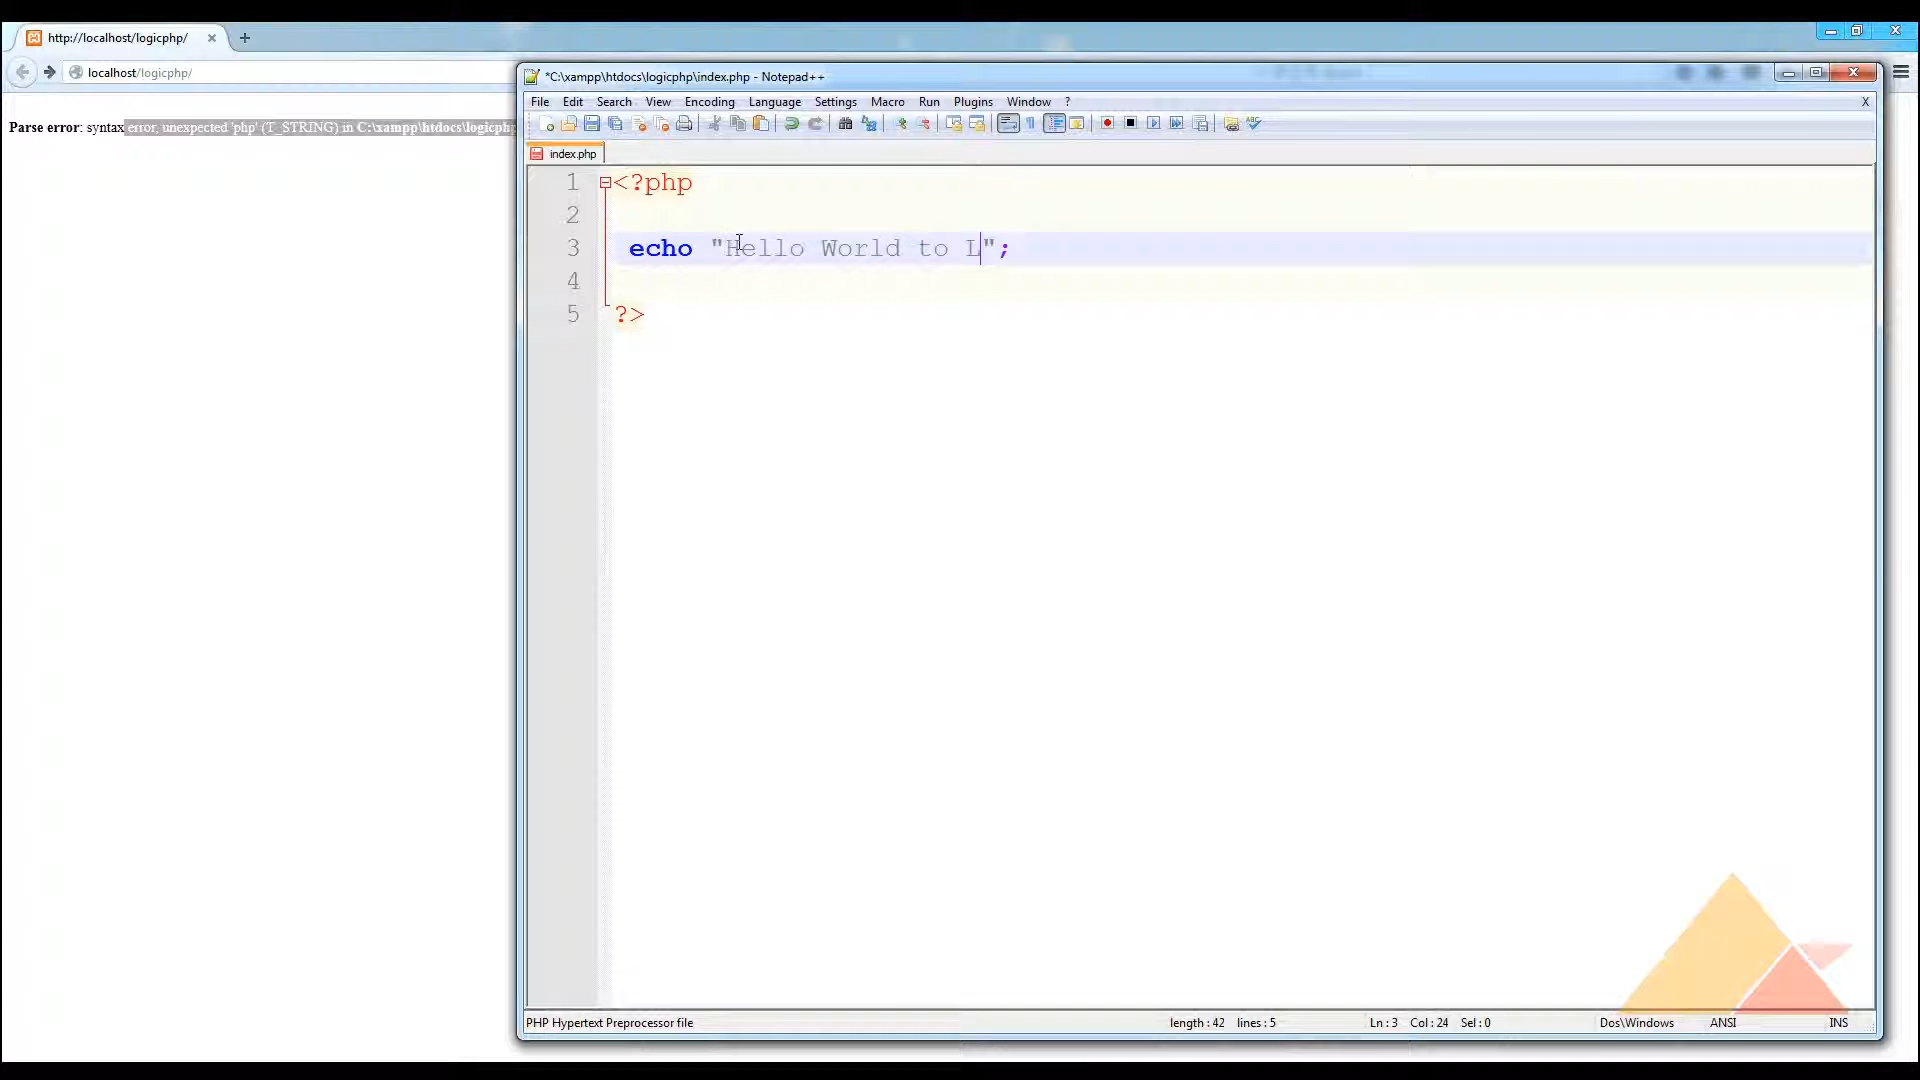 http://localhost/logicphp/
localhost/logicphp/
Parse error: syntax error, unexpected 'php' (T_STRING) in C:\xampp\htdocs\logicphp
*C:\xampp\htdocs\logicphp\index.php - Notepad++
File Edit Search View Encoding Language Settings Macro Run Plugins Window ? X
index.php
1 <?php
2
3 echo "Hello World to L";
4
5 ?>
PHP Hypertext Preprocessor file length : 42 lines : 5 Ln : 3 Col : 24 Sel : 0 Dos\Windows ANSI INS